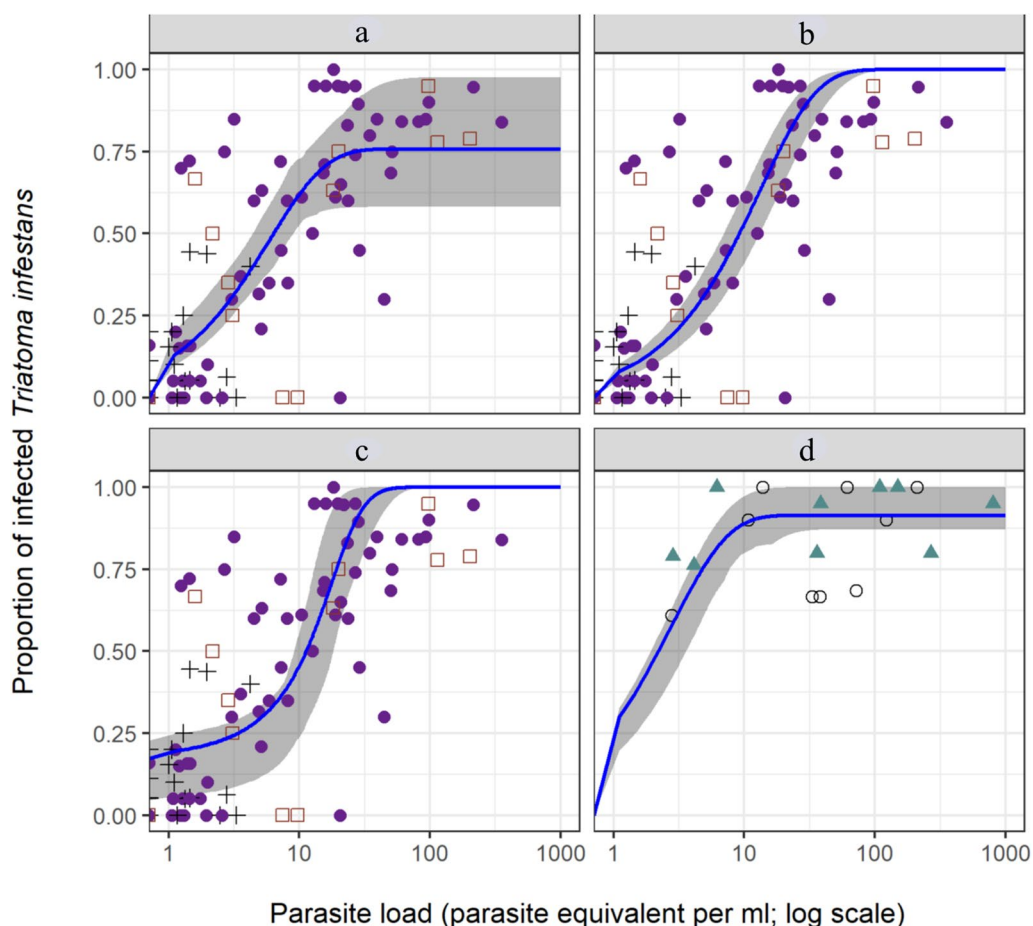 a
b
1.00
0.75
0.50
0.25
0.00
c
d
1.00
0.75
0.50
0.25
0.00
1 10 100 1000
1 10 100 1000
Proportion of infected Triatoma infestans
Parasite load (parasite equivalent per ml; log scale)